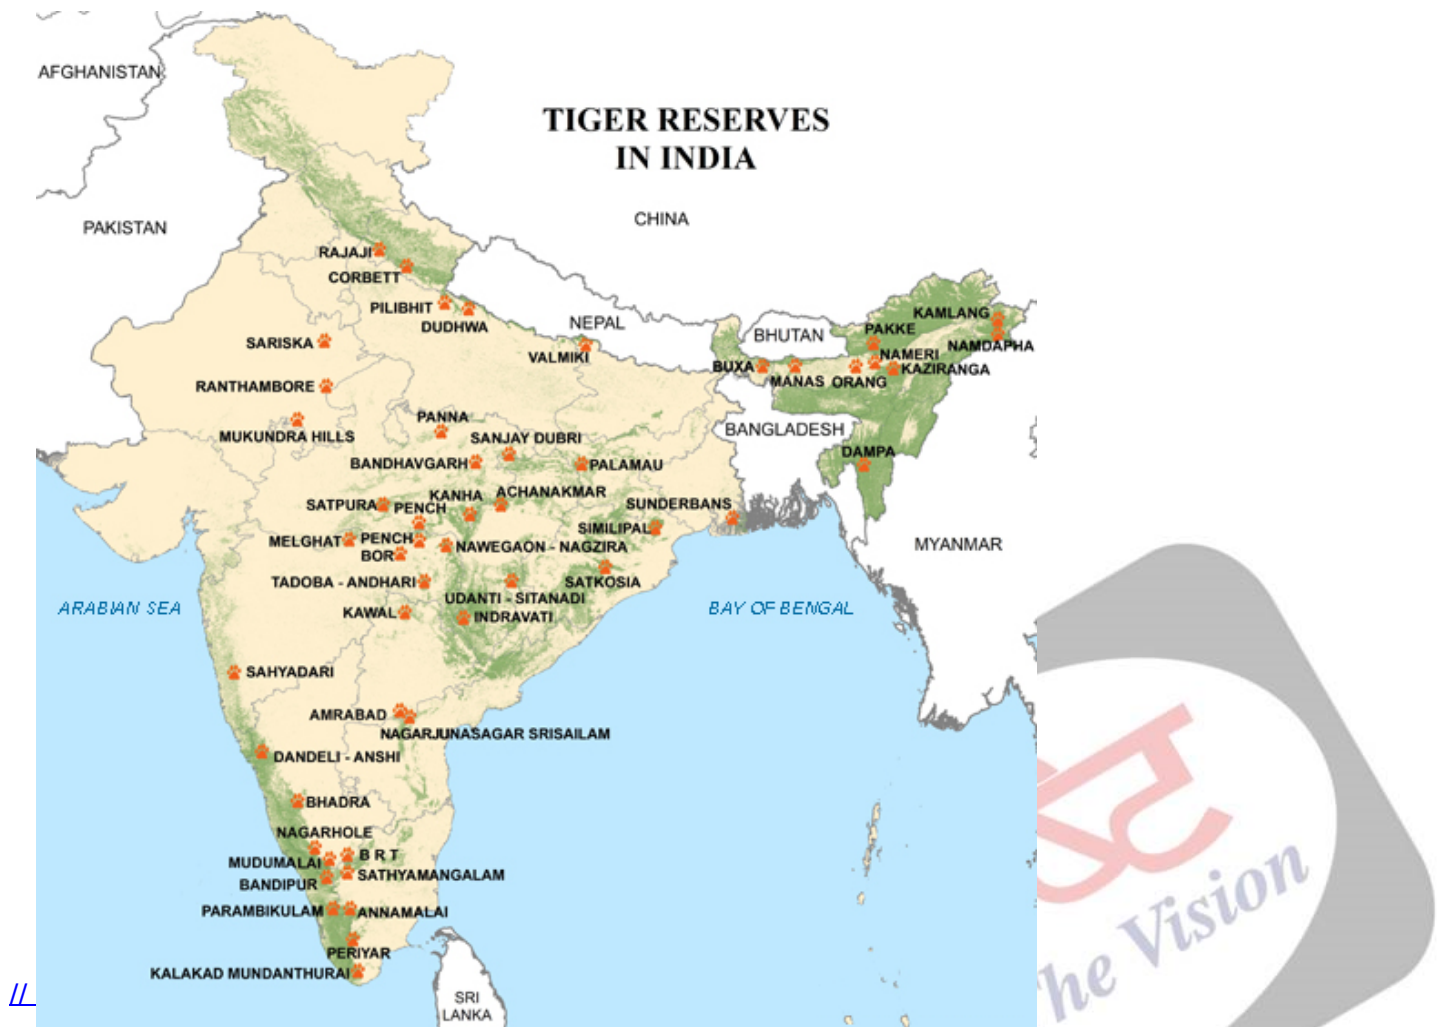 AFGHANISTAN
TIGER RESERVES
IN INDIA
CHINA
PAKISTAN
RAJAJI
CORBETT
PILIBHIT
DUDHWA
NEPAL
BHUTAN
KAMLANG
PAKKE
NAMDAPHA
SARISKA
VALMIKI
NAMERI
BUXA
KAZIRANGA
MANAS
ORANG
RANTHAMBORE
PANNA
MUKUNDRA HILLS
SANJAY DUBRI
BANGLADESH
DAMPA
BANDHAVGARH
PALAMAU
KANHA
ACHANAKMAR
SATPURA
PENCH
SUNDERBANS
SIMILIPAL
MELGHAT
PENCH
NAWEGAON - NAGZIRA
MYANMAR
BOR
TADOBA - ANDHARI
SATKOSIA
UDANTI - SITANADI
ARABIAN SEA
KAWAL
INDRAVATI
BAY OF BENGAL
SAHYADARI
AMRABAD
NAGARJUNASAGAR SRISAILAM
DANDELI - ANSHI
BHADRA
NAGARHOLE
B R T
MUDUMALAI
SATHYAMANGALAM
BANDIPUR
PARAMBIKULAM
ANNAMALAI
PERIYAR
KALAKAD MUNDANTHURAI
//
SRI
LANKA
he Vision